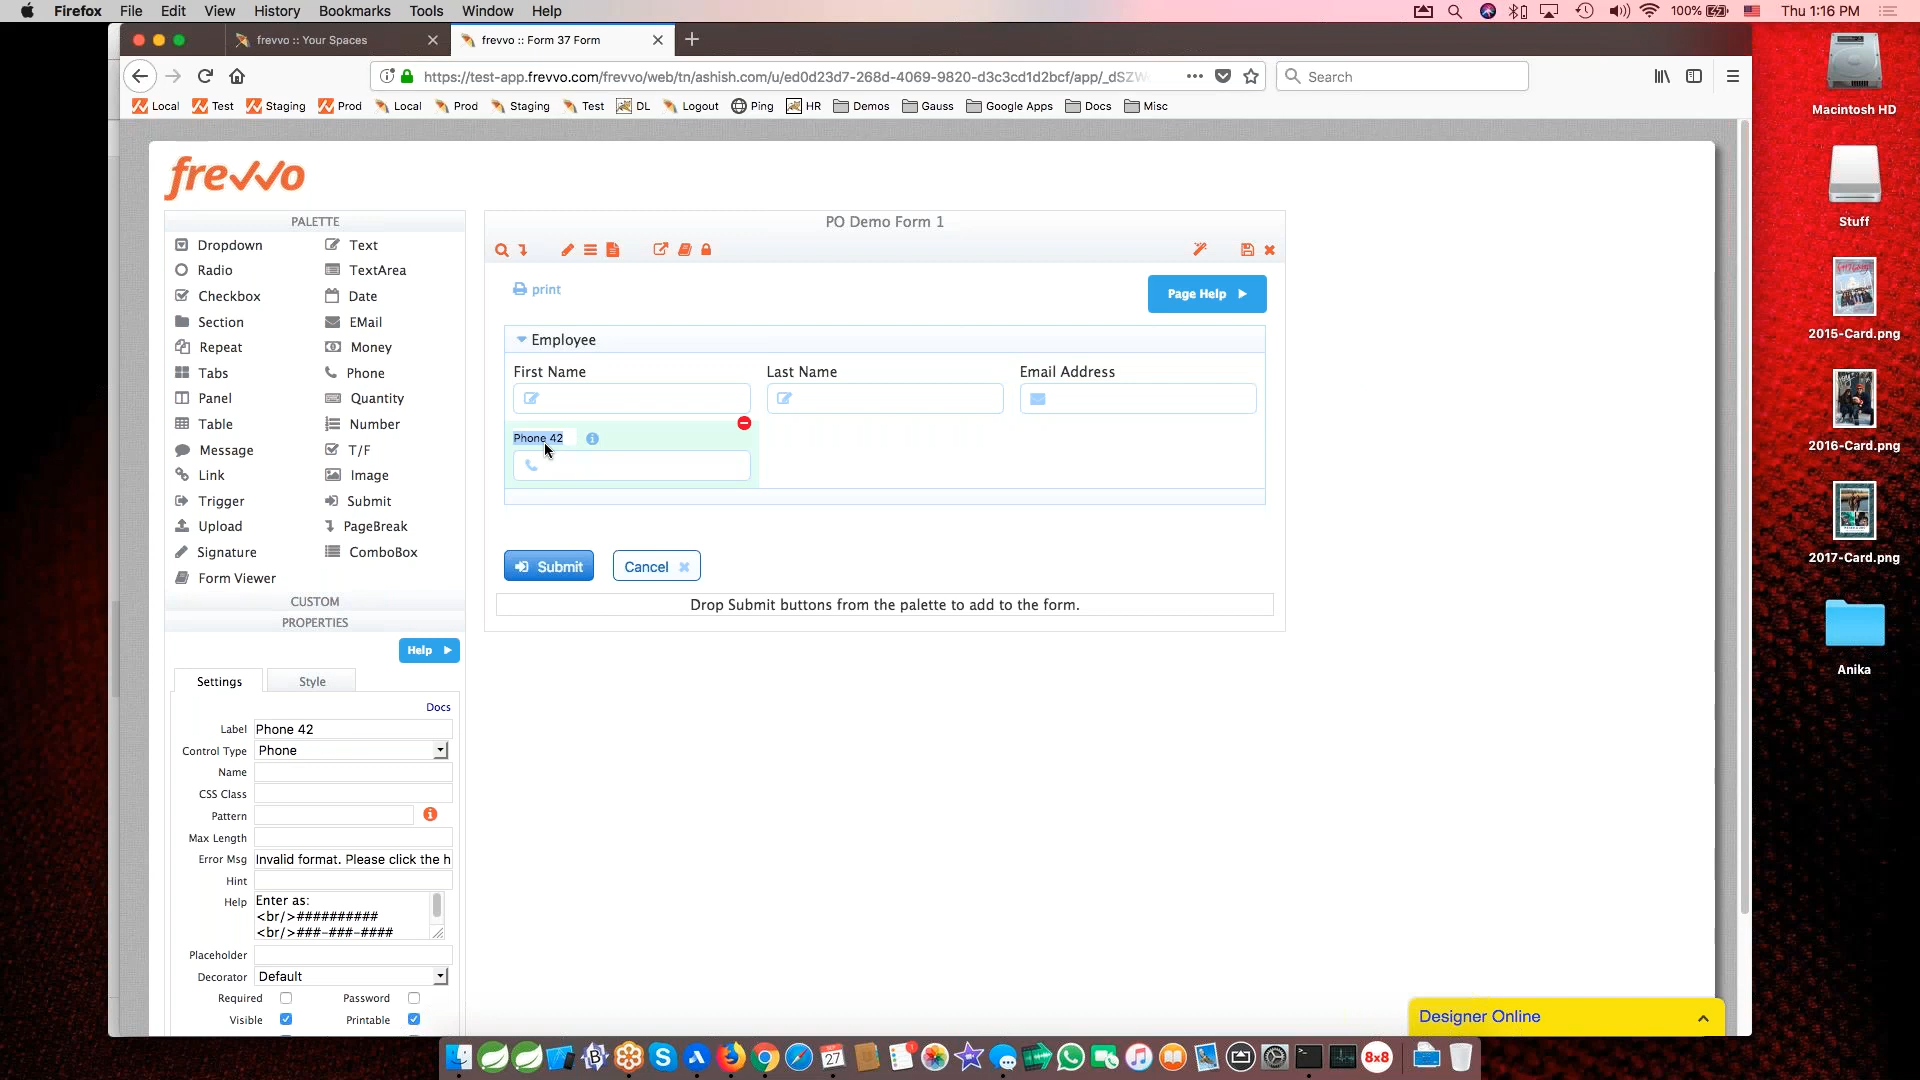 Firefox File Edit View History Bookmarks Tools Window Help 100% Thu 1:16 PM
frevvo :: Your Spaces
frevvo :: Form 37 Form
https://test-app.frevvo.com/frevvo/web/tn/ashish.com/u/ed0d23d7-268d-4069-9820-d3c3cd1d2bcf/app/_dSZW
Search
Local Test Staging Prod Local Prod Staging Test DL Logout Ping HR Demos Gauss Google Apps Docs Misc
frevvo
PALETTE
Dropdown Text
Radio TextArea
Checkbox Date
Section EMail
Repeat Money
Tabs Phone
Panel Quantity
Table Number
Message T/F
Link Image
Trigger Submit
Upload PageBreak
Signature ComboBox
Form Viewer
CUSTOM
PROPERTIES
Help
Settings Style
Docs
Label Phone 42
Control Type Phone
Name
CSS Class
Pattern
Max Length
Error Msg Invalid format. Please click the h
Hint
Help Enter as:
<br/>##########
<br/>###-###-####
Placeholder
Decorator Default
Required Password
Visible Printable
PO Demo Form 1
print
Page Help
Employee
First Name Last Name Email Address
Phone 42
Submit Cancel
Drop Submit buttons from the palette to add to the form.
Designer Online
Macintosh HD
Stuff
2015-Card.png
2016-Card.png
2017-Card.png
Anika
27
1
8x8